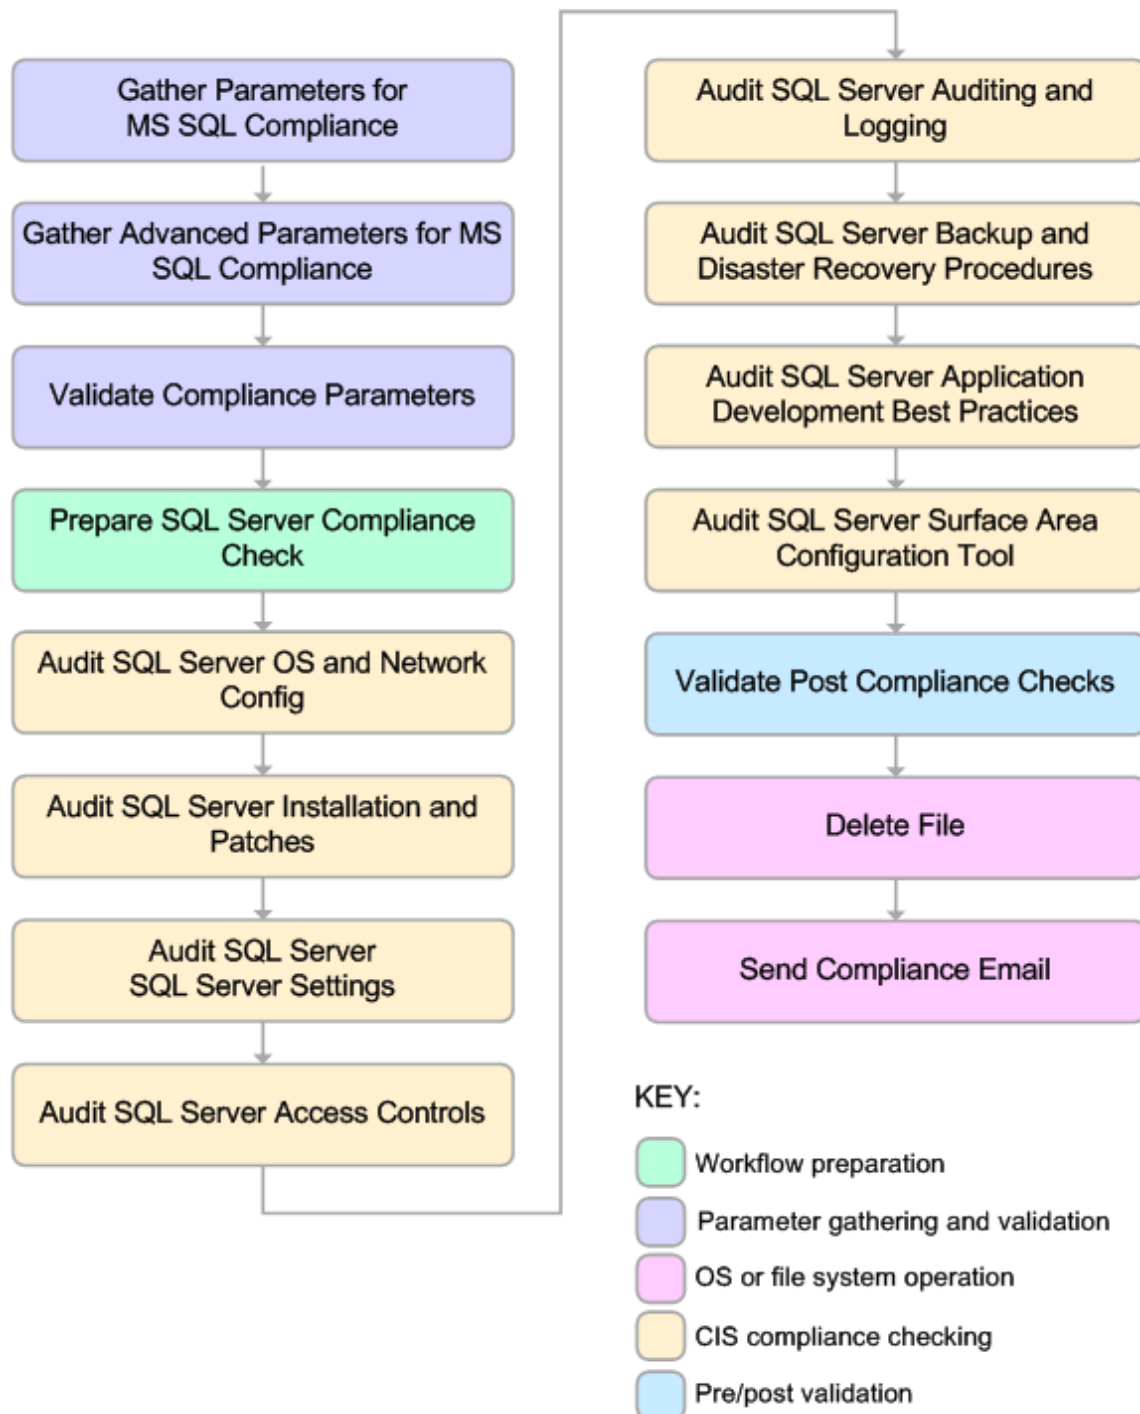 Gather Parameters for
MS SQL Compliance
Gather Advanced Parameters for MS
SQL Compliance
Validate Compliance Parameters
Prepare SQL Server Compliance
Check
Audit SQL Server OS and Network
Config
Audit SQL Server Installation and
Patches
Audit SQL Server
SQL Server Settings
Audit SQL Server Access Controls
Audit SQL Server Auditing and
Logging
Audit SQL Server Backup and
Disaster Recovery Procedures
Audit SQL Server Application
Development Best Practices
Audit SQL Server Surface Area
Configuration Tool
Validate Post Compliance Checks
Delete File
Send Compliance Email
KEY:
Workflow preparation
Parameter gathering and validation
OS or file system operation
CIS compliance checking
Pre/post validation